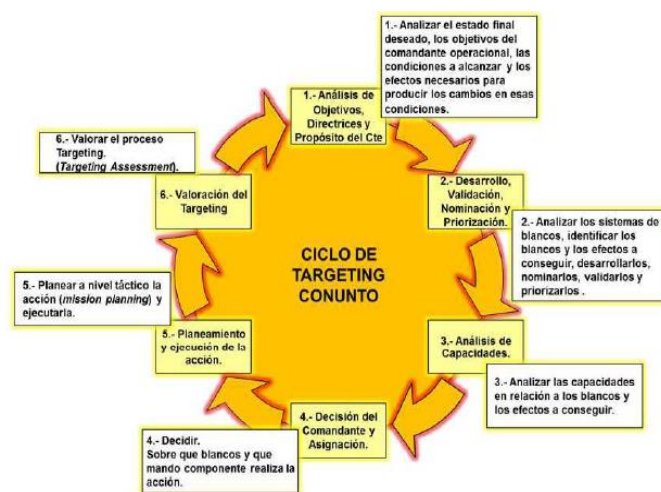 1.- Analizar el estado final
deseado, los objetivos del
comandante operacional, las
condiciones a alcanzar y los
efectos necesarios para
producir los cambios en esas
condiciones.
1.- Análisis de
Objetivos,
Directrices y
Propósito del Cte
2.- Desarrollo,
Validación,
Nominación y
Priorización.
2.- Analizar los sistemas de
blancos, identificar los
blancos y los efectos a
conseguir, desarrollarlos,
nominarlos, validarlos y
priorizarlos .
3.- Análisis de
Capacidades.
3.- Analizar las capacidades
en relación a los blancos y
los efectos a conseguir.
4.- Decisión del
Comandante y
Asignación.
4.- Decidir.
Sobre que blancos y que
mando componente realiza la
acción.
5.- Planeamiento
y ejecución de la
acción.
5.- Planear a nivel táctico la
acción (mission planning) y
ejecutarla.
6.- Valoración del
Targeting
6.- Valorar el proceso
Targeting.
(Targeting Assessment).
CICLO DE
TARGETING
CONUNTO